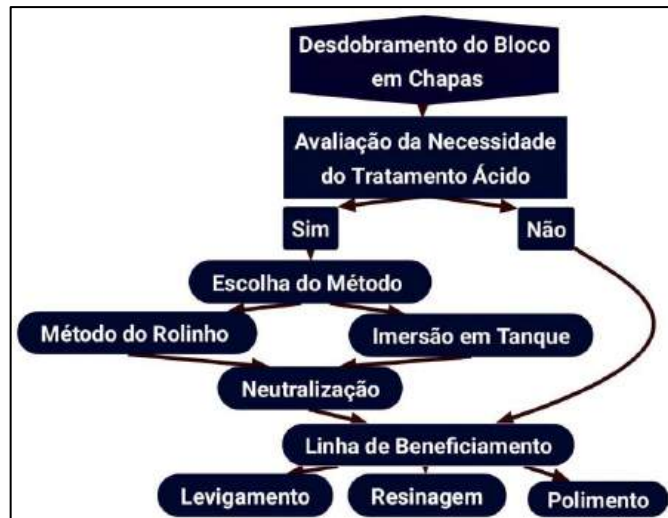 Desdobramento do Bloco
em Chapas
Avaliação da Necessidade
do Tratamento Ácido
Sim
Não
Escolha do Método
Método do Rolinho
Imersão em Tanque
Neutralização
Linha de Beneficiamento
Levigamento
Resinagem
Polimento